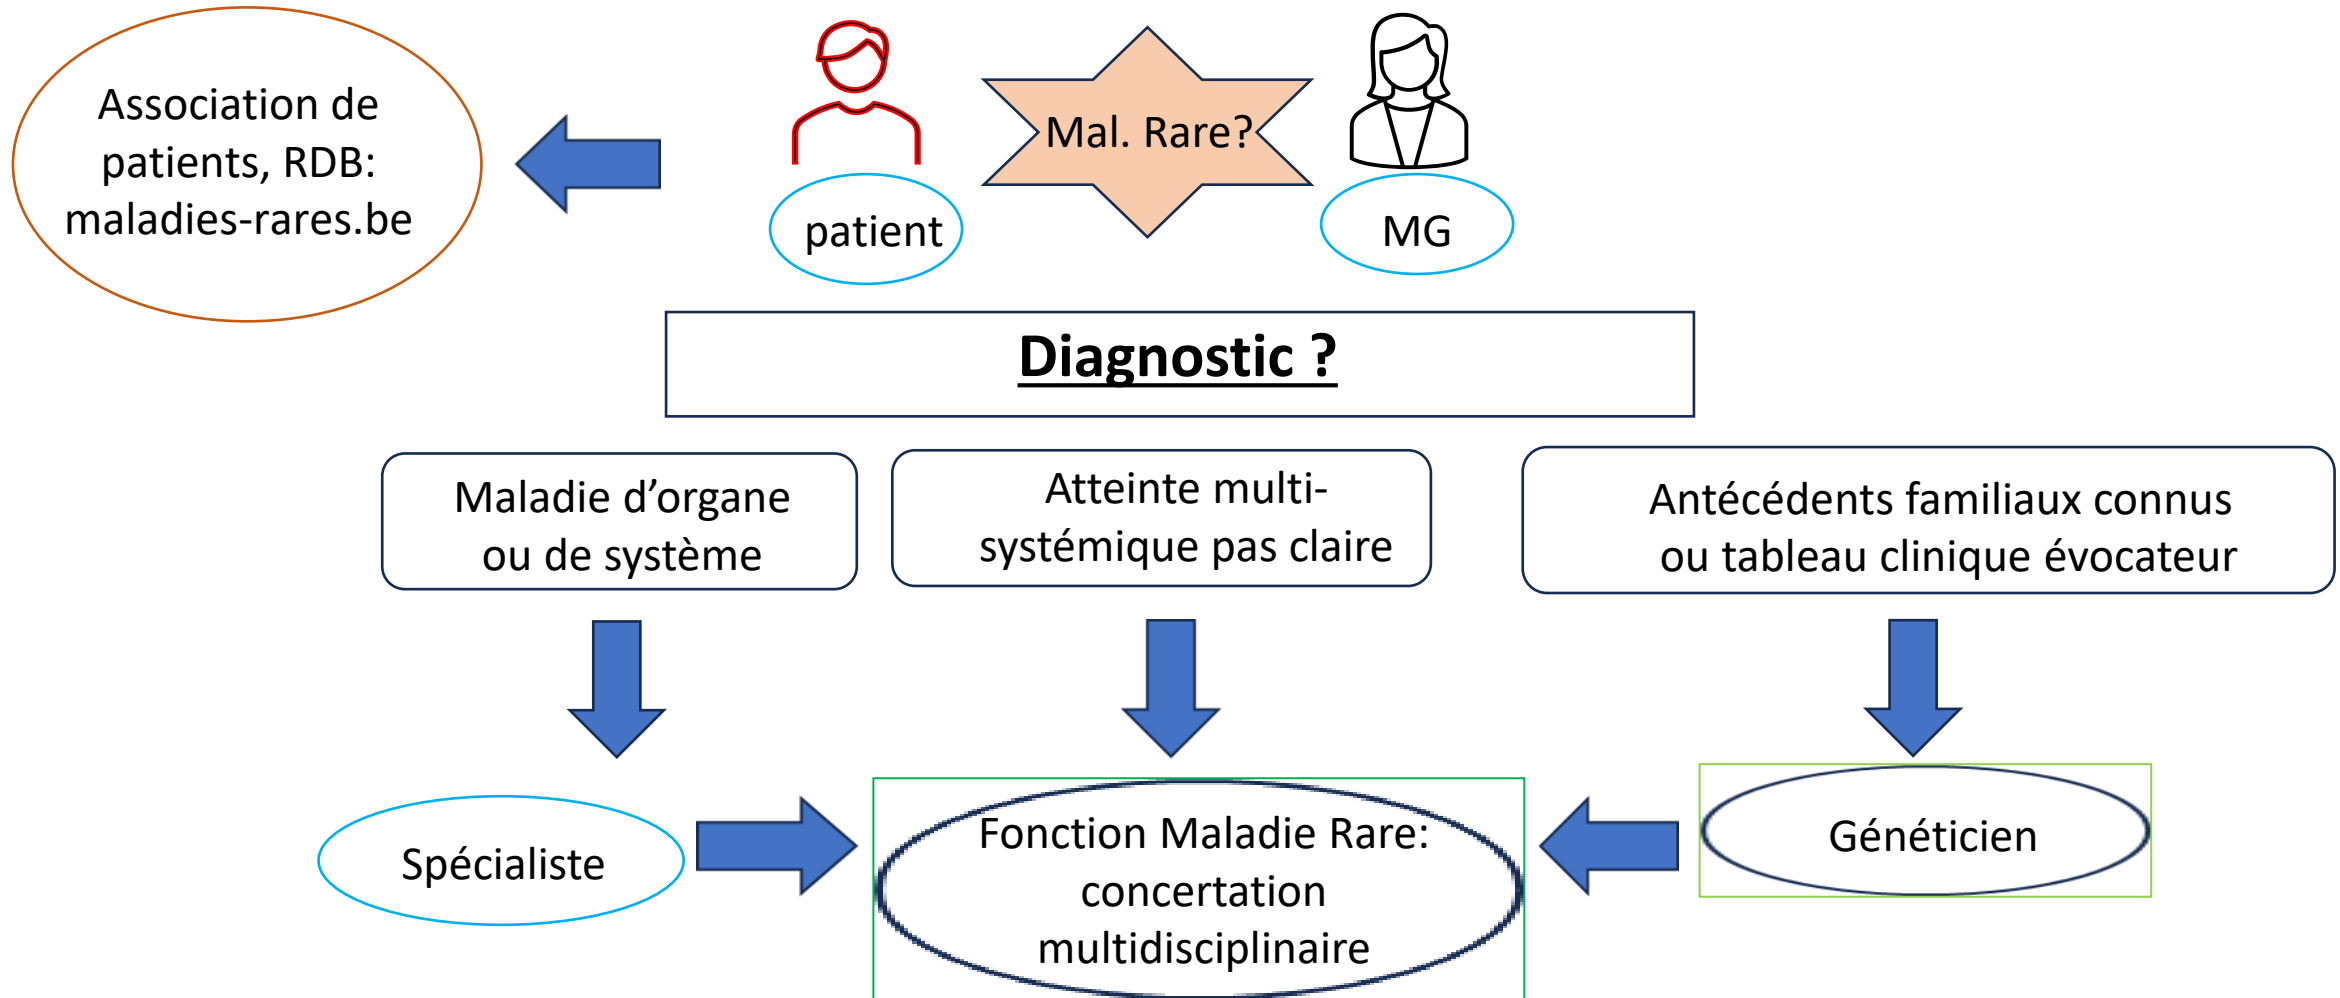 Association de
patients, RDB:
maladies-rares.be
patient
Mal. Rare?
MG
Diagnostic ?
Maladie d’organe
ou de système
Atteinte multi-
systémique pas claire
Antécédents familiaux connus
ou tableau clinique évocateur
Spécialiste
Fonction Maladie Rare:
concertation
multidisciplinaire
Généticien